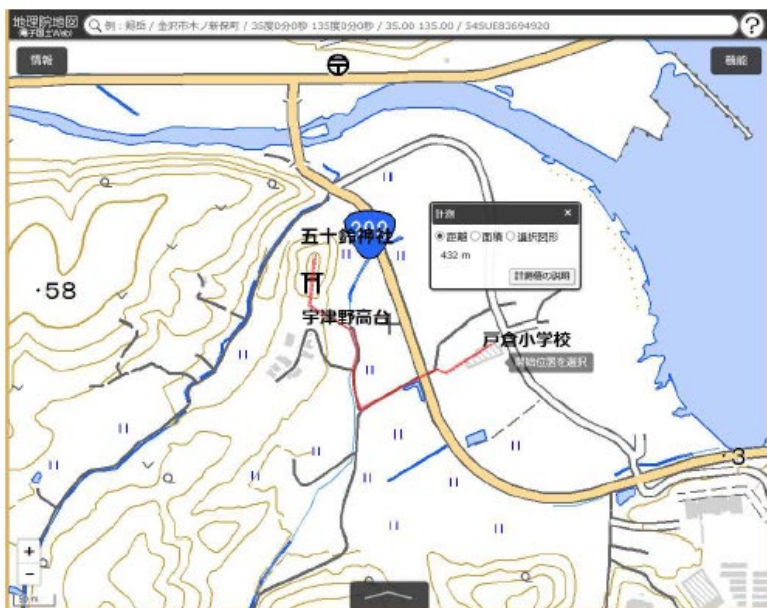 地理院地図
(電子国土Web)
例：剱岳 / 金沢市木ノ新保町 / 35度0分0秒 135度0分0秒 / 35.00 135.00 / 54SUE83694920
?
情報
機能
計測
×
距離 面積 選択図形
432 m
計測値の説明
五十鈴神社
・58
宇津野高台
戸倉小学校
開始位置を選択
・3
+
−
50 m